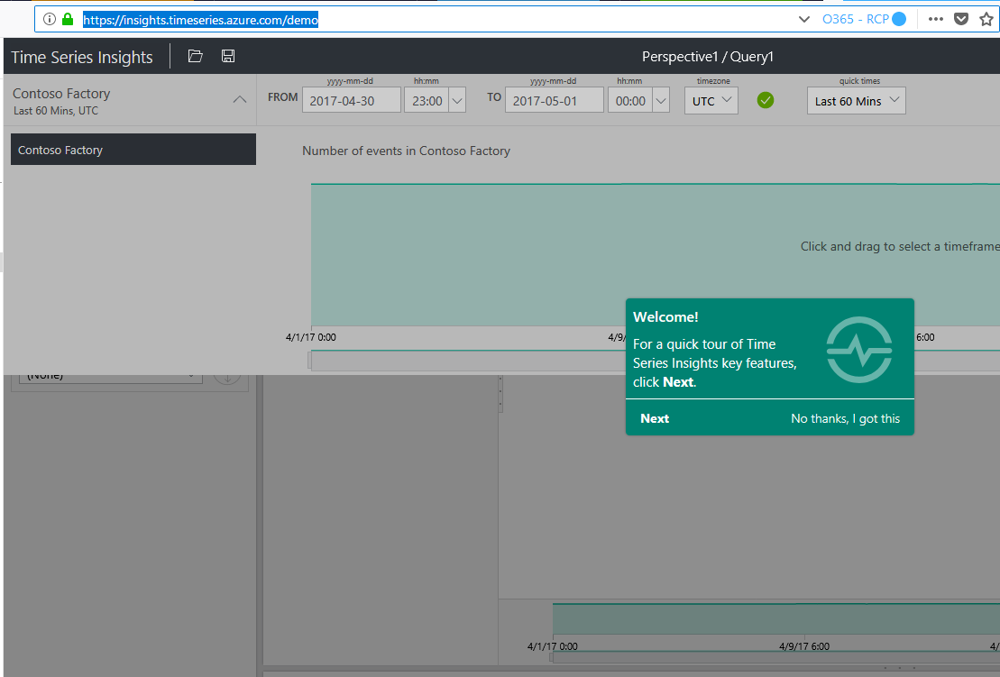 https://insights.timeseries.azure.com/demo
O365 - RCP
Time Series Insights
Perspective1 / Query1
Contoso Factory
Last 60 Mins, UTC
yyyy-mm-dd hh:mm yyyy-mm-dd hh:mm timezone quick times
FROM 2017-04-30 23:00 TO 2017-05-01 00:00 UTC Last 60 Mins
Contoso Factory
Number of events in Contoso Factory
Click and drag to select a timeframe
4/1/17 0:00 4/9/ 6:00
Welcome!
For a quick tour of Time
Series Insights key features,
click Next.
Next No thanks, I got this
(None)
4/1/17 0:00 4/9/17 6:00 4/